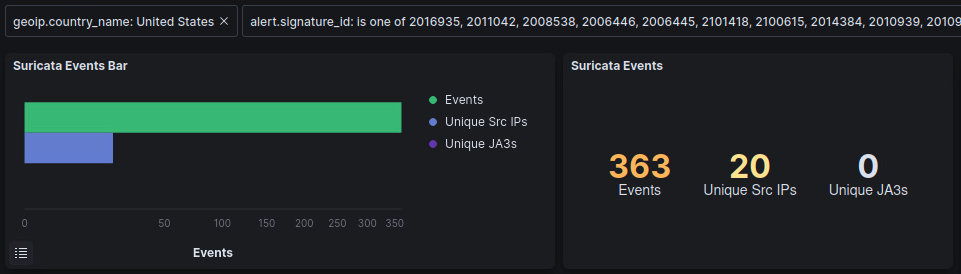 geoip.country_name: United States ×
alert.signature_id: is one of 2016935, 2011042, 2008538, 2006446, 2006445, 2101418, 2100615, 2014384, 2010939, 20109
Suricata Events Bar
Events
Unique Src IPs
Unique JA3s
0 50 100 150 200 250 300 350
Events
Suricata Events
363 20 0
Events Unique Src IPs Unique JA3s